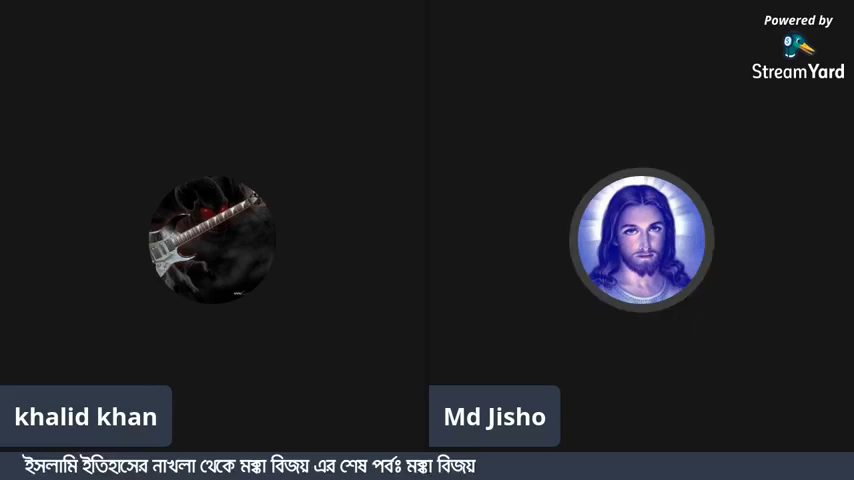 Powered by
StreamYard
khalid khan
Md Jisho
ইসলামি ইতিহাসের নাখলা থেকে মক্কা বিজয় এর শেষ পর্বঃ মক্কা বিজয়